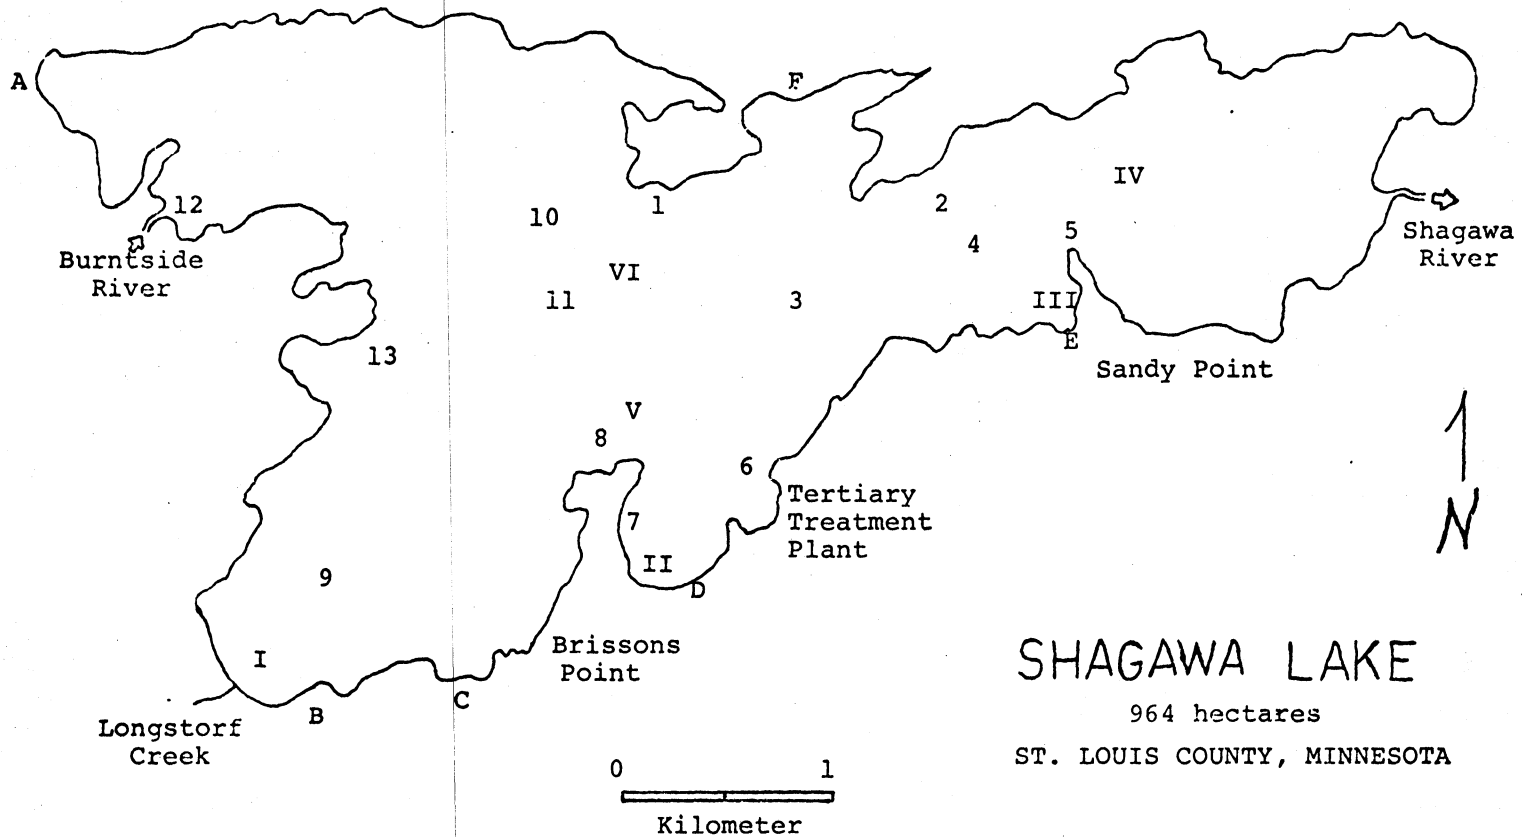 F
A
IV
12
10
1
2
5
4
Shagawa
River
Burntside
River
VI
11
3
III
E
13
Sandy Point
V
8
6
Tertiary
Treatment
Plant
7
II
D
9
N
Brissons
Point
I
SHAGAWA LAKE
964 hectares
ST. LOUIS COUNTY, MINNESOTA
C
B
Longstorf
Creek
0 1
Kilometer